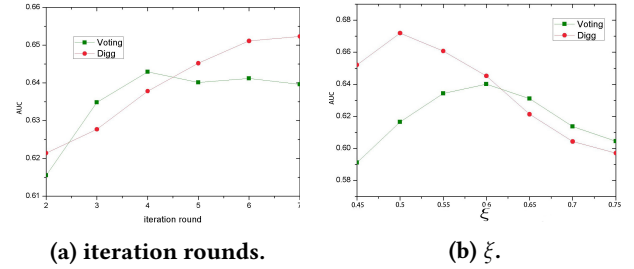 0.66
0.65
0.64
0.63
0.62
0.61
AUC
Voting
Digg
2 3 4 5 6 7
iteration round
(a) iteration rounds.
0.68
0.66
0.64
0.62
0.60
0.58
AUC
Voting
Digg
0.45 0.5 0.55 0.6 0.65 0.7 0.75
ξ
(b) ξ.